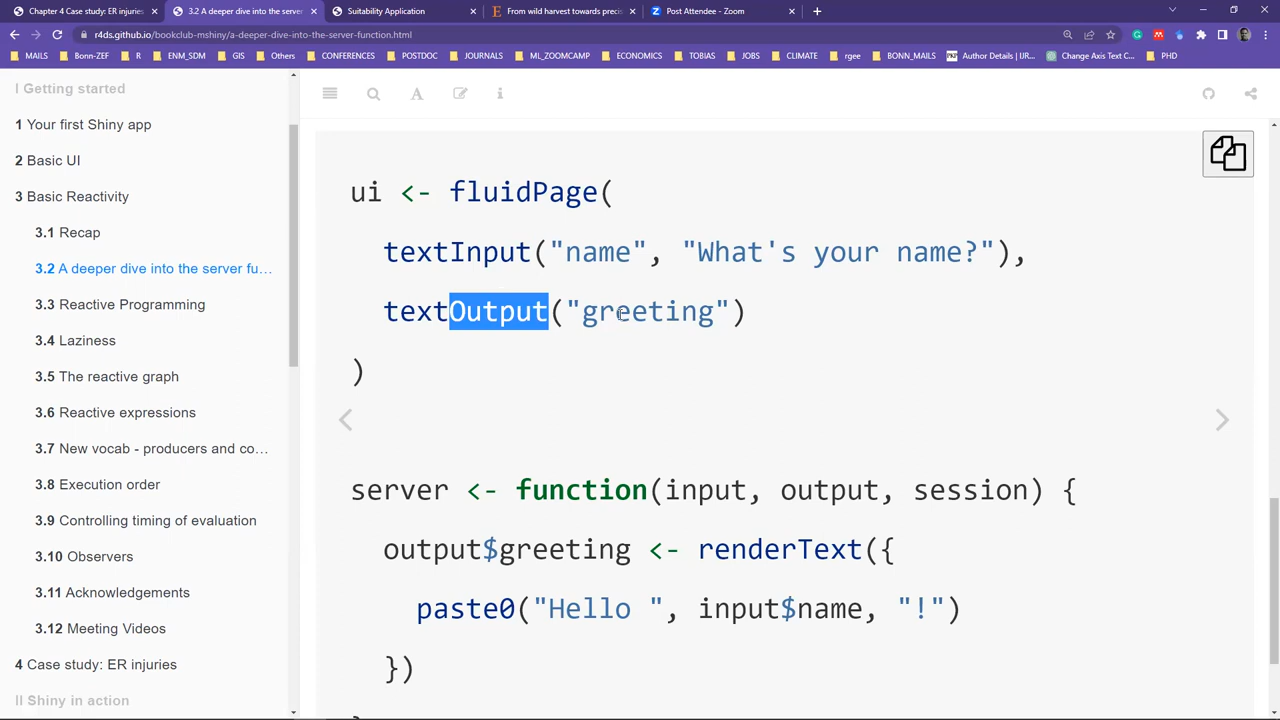 Chapter 4 Case study: ER injuries
3.2 A deeper dive into the server
Suitability Application
From wild harvest towards preci
Post Attendee - Zoom
r4ds.github.io/bookclub-mshiny/a-deeper-dive-into-the-server-function.html
MAILS
Bonn-ZEF
R
ENM_SDM
GIS
Others
CONFERENCES
POSTDOC
JOURNALS
ML_ZOOMCAMP
ECONOMICS
TOBIAS
JOBS
CLIMATE
rgee
BONN_MAILS
Author Details | IJR...
Change Axis Text C...
PHD
I Getting started
1 Your first Shiny app
2 Basic UI
3 Basic Reactivity
3.1 Recap
3.2 A deeper dive into the server fu...
3.3 Reactive Programming
3.4 Laziness
3.5 The reactive graph
3.6 Reactive expressions
3.7 New vocab - producers and co...
3.8 Execution order
3.9 Controlling timing of evaluation
3.10 Observers
3.11 Acknowledgements
3.12 Meeting Videos
4 Case study: ER injuries
II Shiny in action
ui <- fluidPage(
textInput("name", "What's your name?"),
textOutput("greeting")
)
server <- function(input, output, session) {
output$greeting <- renderText({
paste0("Hello ", input$name, "!")
})